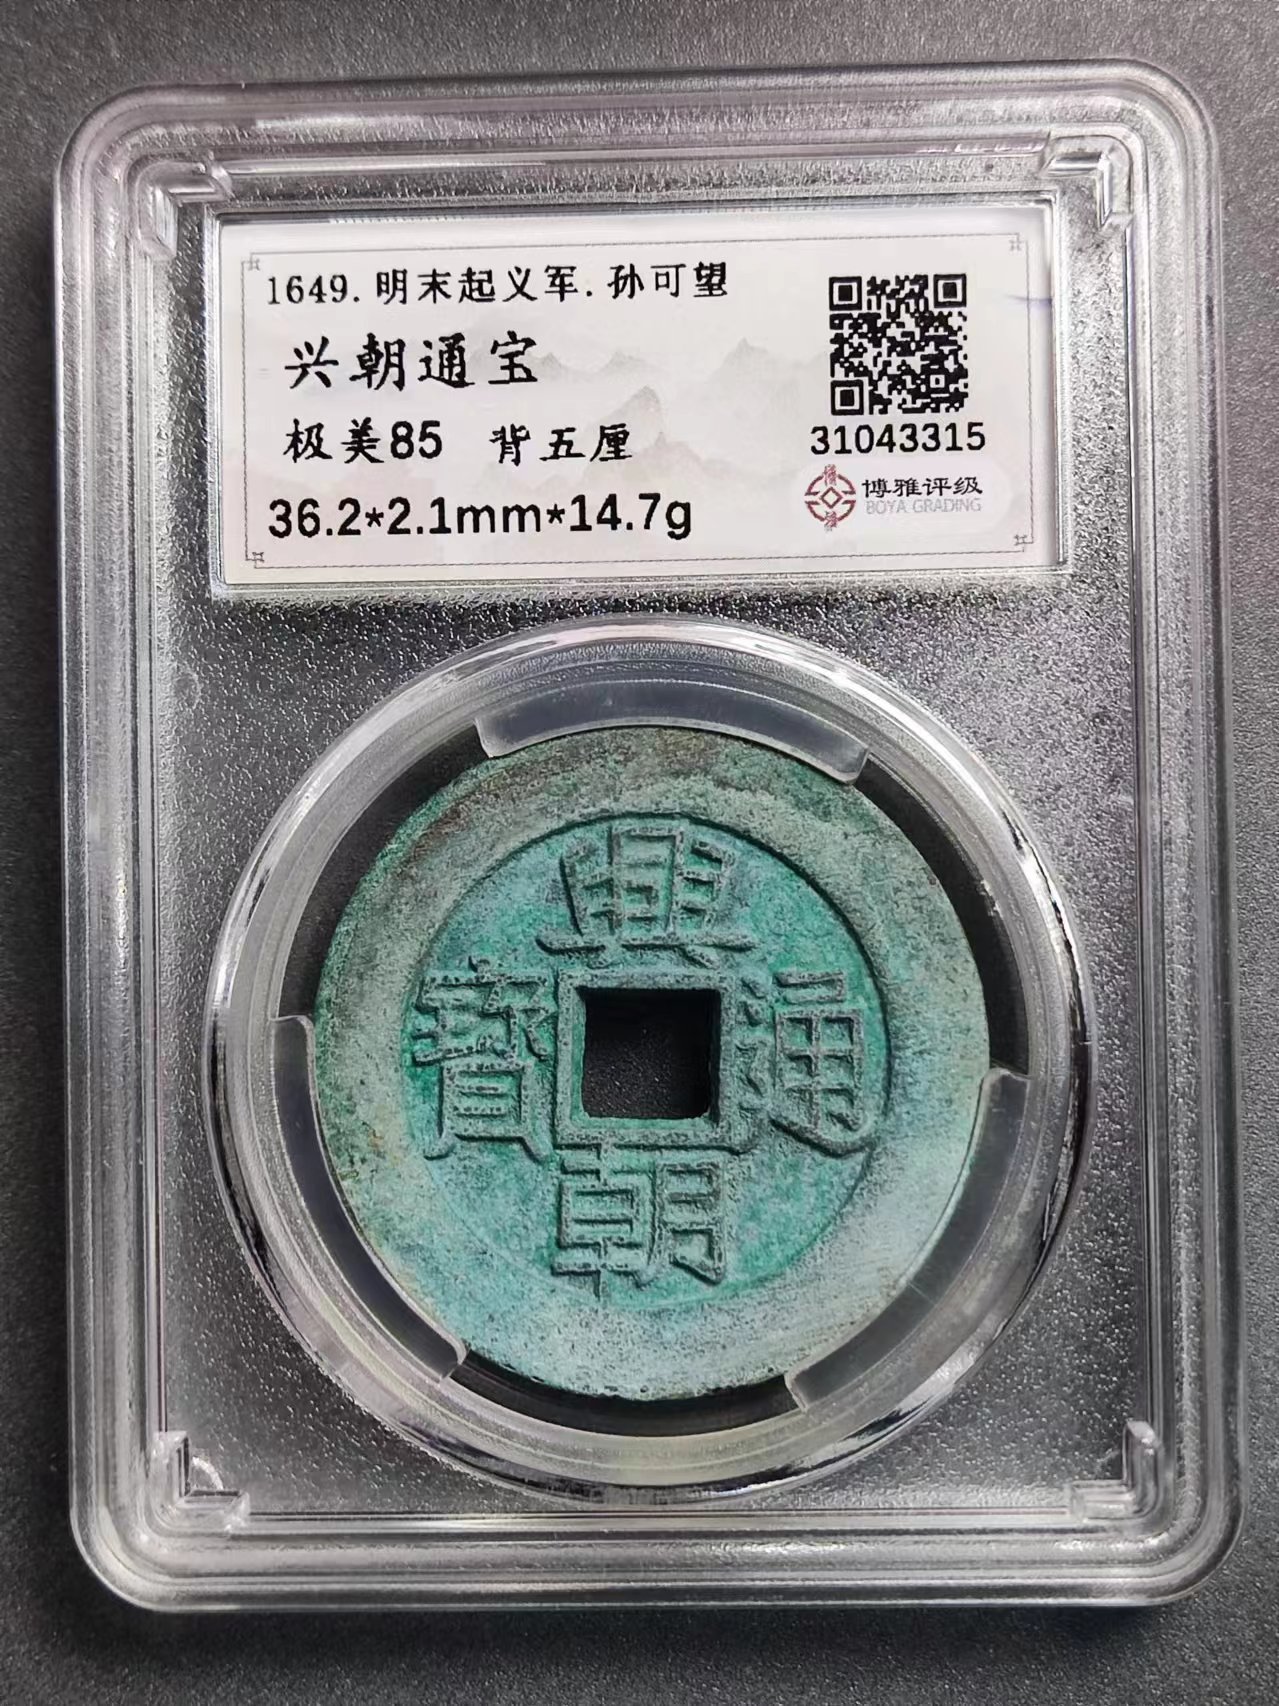 1649.明末起义军.孙可望
兴朝通宝
极美85 背五厘
36.2*2.1mm*14.7g
31043315
博雅评级
BOYA GRADING
興
寶 通
朝